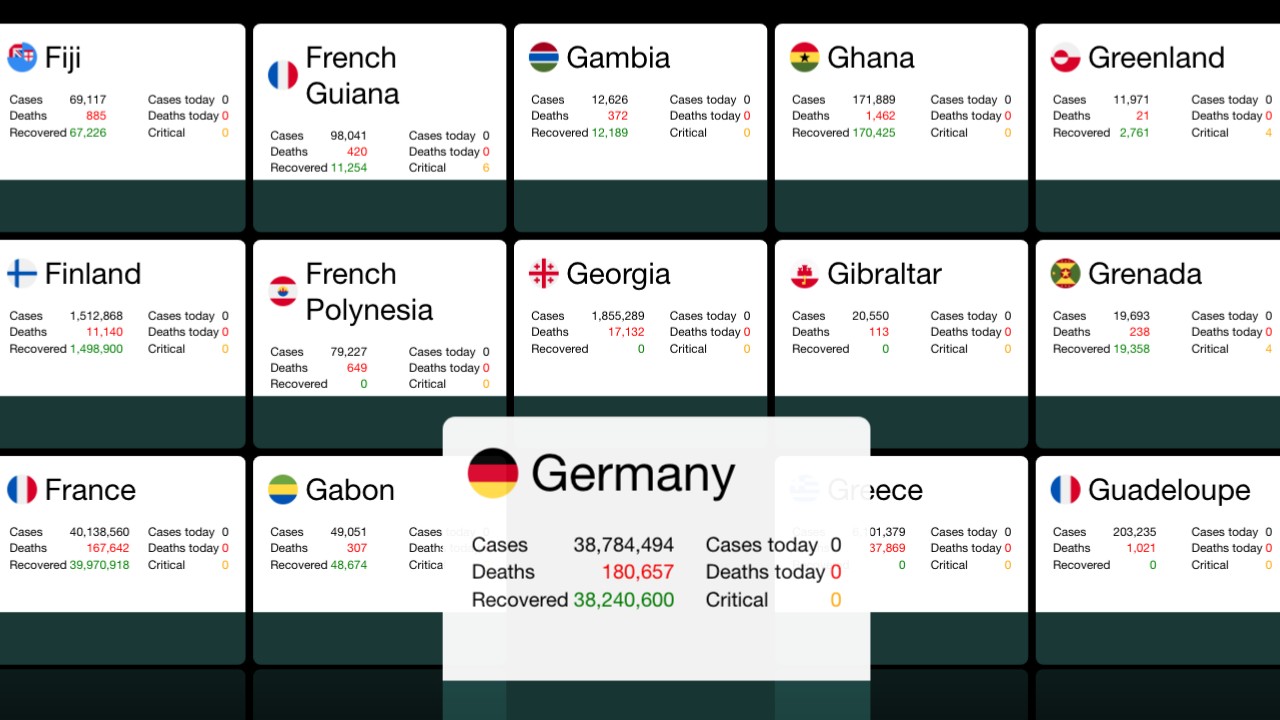 Fiji
Cases 69,117 Cases today 0
Deaths 885 Deaths today 0
Recovered 67,226 Critical 0
French
Guiana
Cases 98,041 Cases today 0
Deaths 420 Deaths today 0
Recovered 11,254 Critical 6
Gambia
Cases 12,626 Cases today 0
Deaths 372 Deaths today 0
Recovered 12,189 Critical 0
Ghana
Cases 171,889 Cases today 0
Deaths 1,462 Deaths today 0
Recovered 170,425 Critical 0
Greenland
Cases 11,971 Cases today 0
Deaths 21 Deaths today 0
Recovered 2,761 Critical 4
Finland
Cases 1,512,868 Cases today 0
Deaths 11,140 Deaths today 0
Recovered 1,498,900 Critical 0
French
Polynesia
Cases 79,227 Cases today 0
Deaths 649 Deaths today 0
Recovered 0 Critical 0
Georgia
Cases 1,855,289 Cases today 0
Deaths 17,132 Deaths today 0
Recovered 0 Critical 0
Gibraltar
Cases 20,550 Cases today 0
Deaths 113 Deaths today 0
Recovered 0 Critical 0
Grenada
Cases 19,693 Cases today 0
Deaths 238 Deaths today 0
Recovered 19,358 Critical 4
France
Cases 40,138,560 Cases today 0
Deaths 167,642 Deaths today 0
Recovered 39,970,918 Critical 0
Gabon
Cases 49,051 Cases
Deaths 307 Deaths
Recovered 48,674 Critica
Germany
Cases 38,784,494 Cases today 0
Deaths 180,657 Deaths today 0
Recovered 38,240,600 Critical 0
Greece
01,379 Cases today 0
37,869 Deaths today 0
0 Critical 0
Guadeloupe
Cases 203,235 Cases today 0
Deaths 1,021 Deaths today 0
Recovered 0 Critical 0